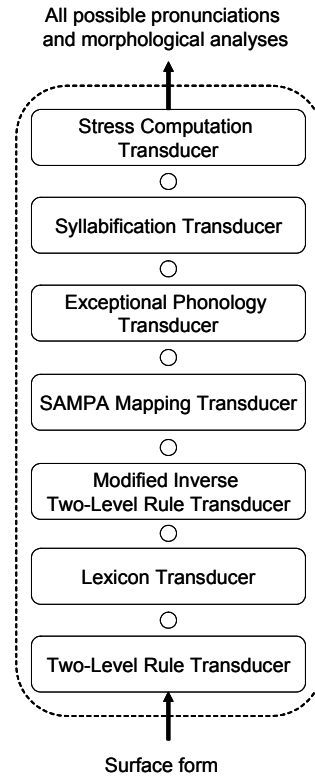 All possible pronunciations
and morphological analyses
Stress Computation
Transducer
Syllabification Transducer
Exceptional Phonology
Transducer
SAMPA Mapping Transducer
Modified Inverse
Two-Level Rule Transducer
Lexicon Transducer
Two-Level Rule Transducer
Surface form